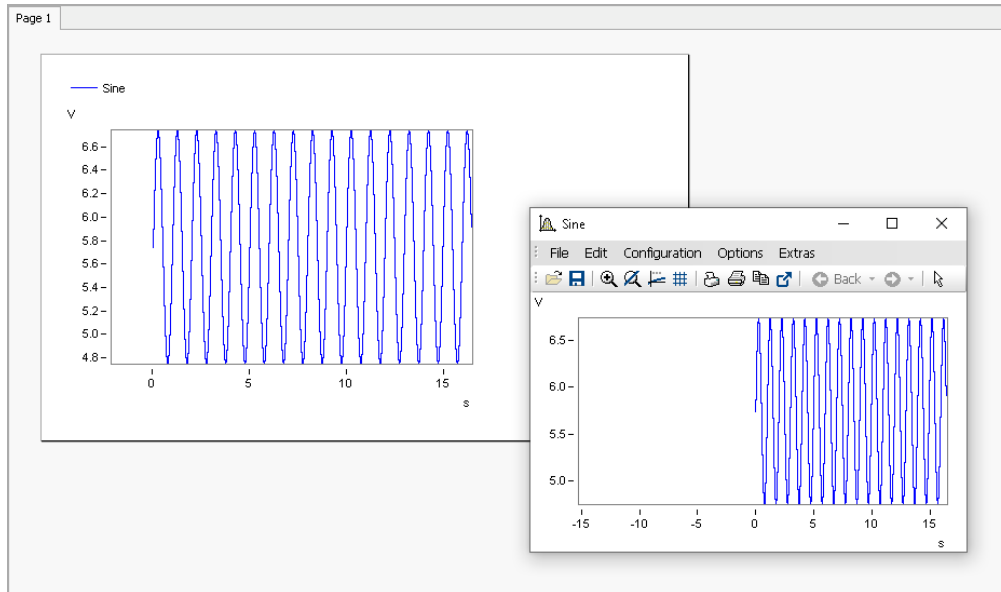 Page 1
Sine
V
6.6
6.4
6.2
6.0
5.8
5.6
5.4
5.2
5.0
4.8
0 5 10 15
s
Sine
File Edit Configuration Options Extras
Back
V
6.5
6.0
5.5
5.0
-15 -10 -5 0 5 10 15
s